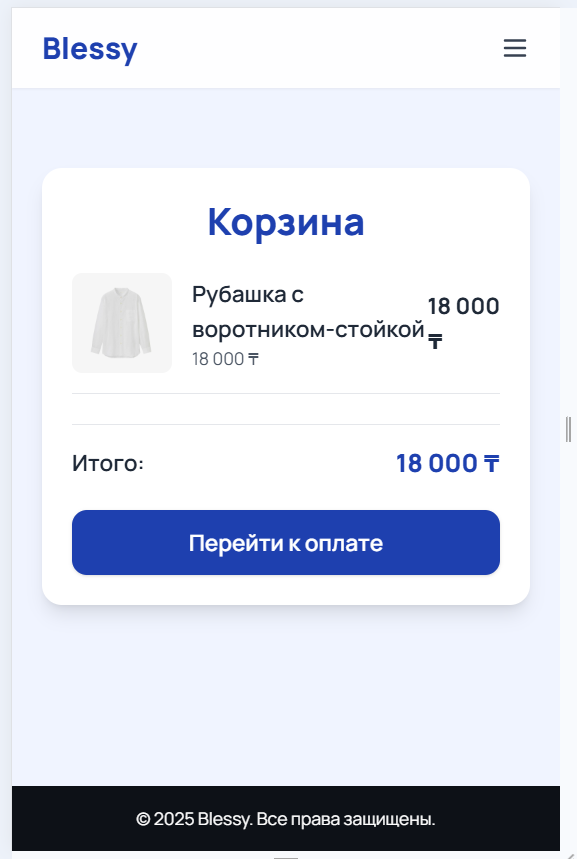 Blessy
Корзина
Рубашка с
воротником-стойкой
18 000 ₸
18 000
₸
Итого:
18 000 ₸
Перейти к оплате
© 2025 Blessy. Все права защищены.